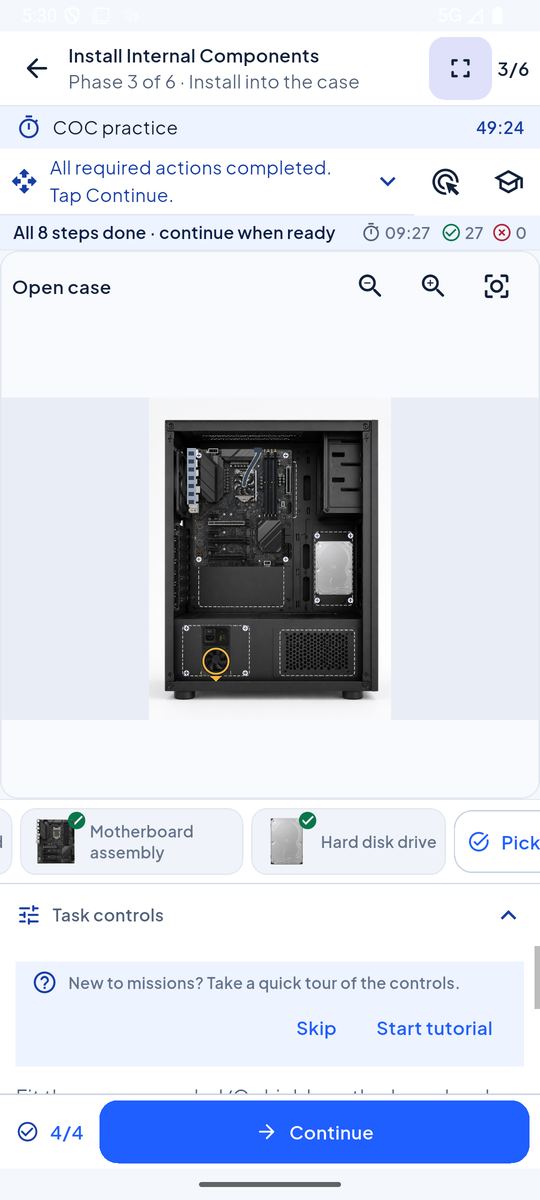 5:30
5G
Install Internal Components
Phase 3 of 6 · Install into the case
3/6
COC practice
49:24
All required actions completed.
Tap Continue.
All 8 steps done · continue when ready
09:27
27
0
Open case
Motherboard
assembly
Hard disk drive
Pick
Task controls
New to missions? Take a quick tour of the controls.
Skip
Start tutorial
4/4
Continue